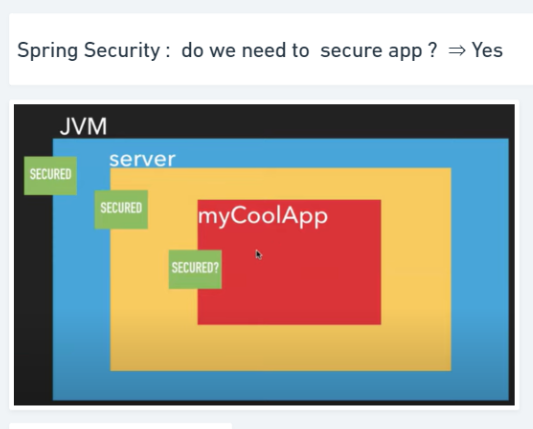 Spring Security : do we need to secure app ? ⇒ Yes
JVM
server
SECURED
SECURED
myCoolApp
SECURED?